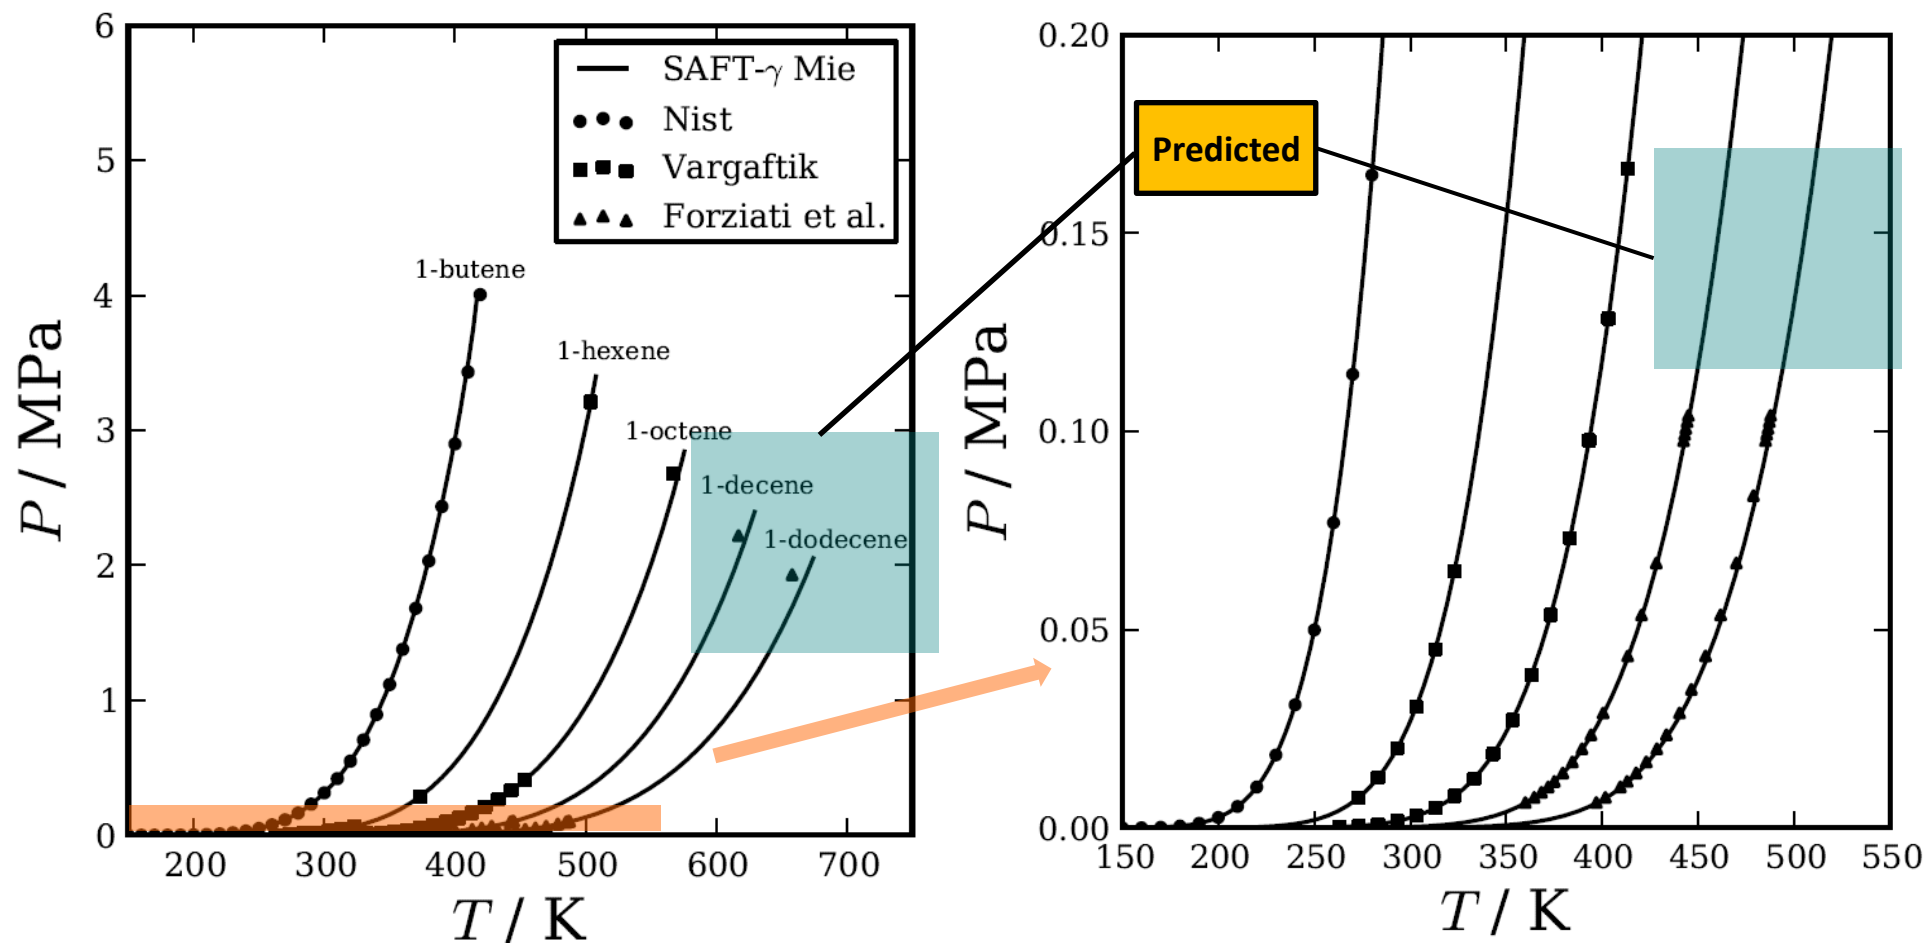 6
5
4
3
2
1
0
P / MPa
200 300 400 500 600 700
T / K
SAFT-γ Mie
Nist
Vargaftik
Forziati et al.
1-butene
1-hexene
1-octene
1-decene
1-dodecene
Predicted
0.20
0.15
0.10
0.05
0.00
P / MPa
150 200 250 300 350 400 450 500 550
T / K